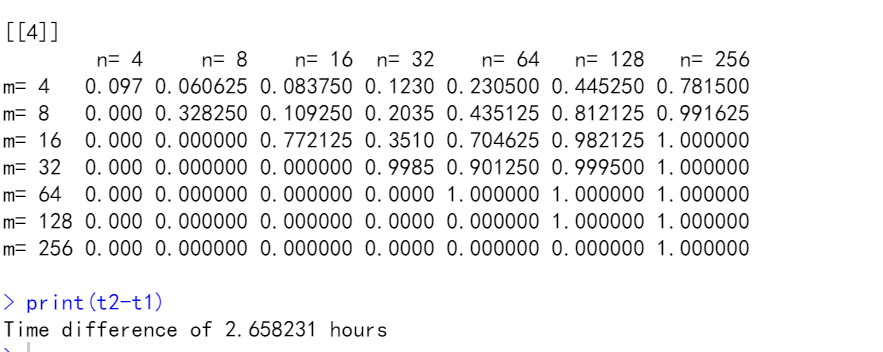 [[4]]
n= 4 n= 8 n= 16 n= 32 n= 64 n= 128 n= 256
m= 4 0.097 0.060625 0.083750 0.1230 0.230500 0.445250 0.781500
m= 8 0.000 0.328250 0.109250 0.2035 0.435125 0.812125 0.991625
m= 16 0.000 0.000000 0.772125 0.3510 0.704625 0.982125 1.000000
m= 32 0.000 0.000000 0.000000 0.9985 0.901250 0.999500 1.000000
m= 64 0.000 0.000000 0.000000 0.0000 1.000000 1.000000 1.000000
m= 128 0.000 0.000000 0.000000 0.0000 0.000000 1.000000 1.000000
m= 256 0.000 0.000000 0.000000 0.0000 0.000000 0.000000 1.000000
> print(t2-t1)
Time difference of 2.658231 hours
>